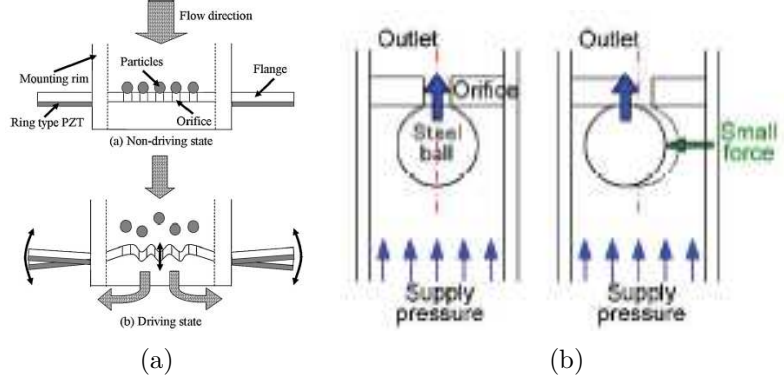 Flow direction
Mounting rim
Particles
Flange
Ring type PZT
Orifice
(a) Non-driving state
(b) Driving state
(a)
Outlet
Orifice
Steel
ball
Supply
pressure
Outlet
Small
force
Supply
pressure
(b)